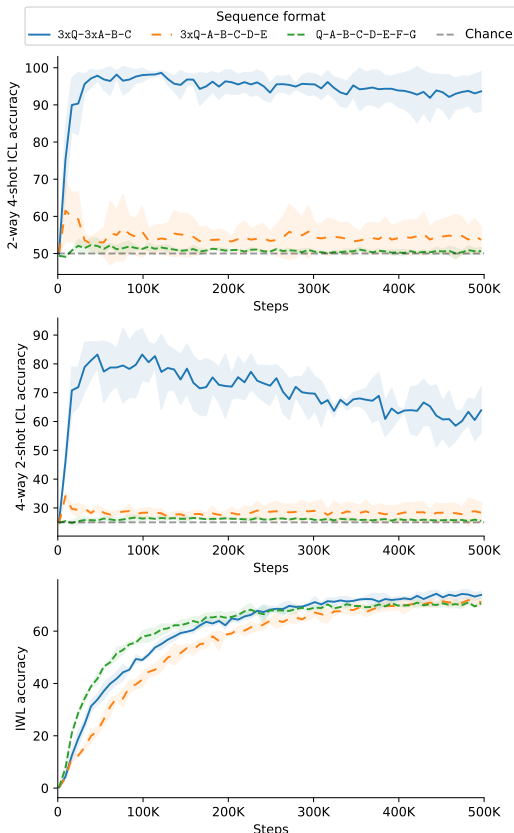 Sequence format
3xQ-3xA-B-C 3xQ-A-B-C-D-E Q-A-B-C-D-E-F-G Chance
100
90
80
70
60
50
2-way 4-shot ICL accuracy
0 100K 200K 300K 400K 500K
Steps
90
80
70
60
50
40
30
4-way 2-shot ICL accuracy
0 100K 200K 300K 400K 500K
Steps
60
40
20
0
IWL accuracy
0 100K 200K 300K 400K 500K
Steps